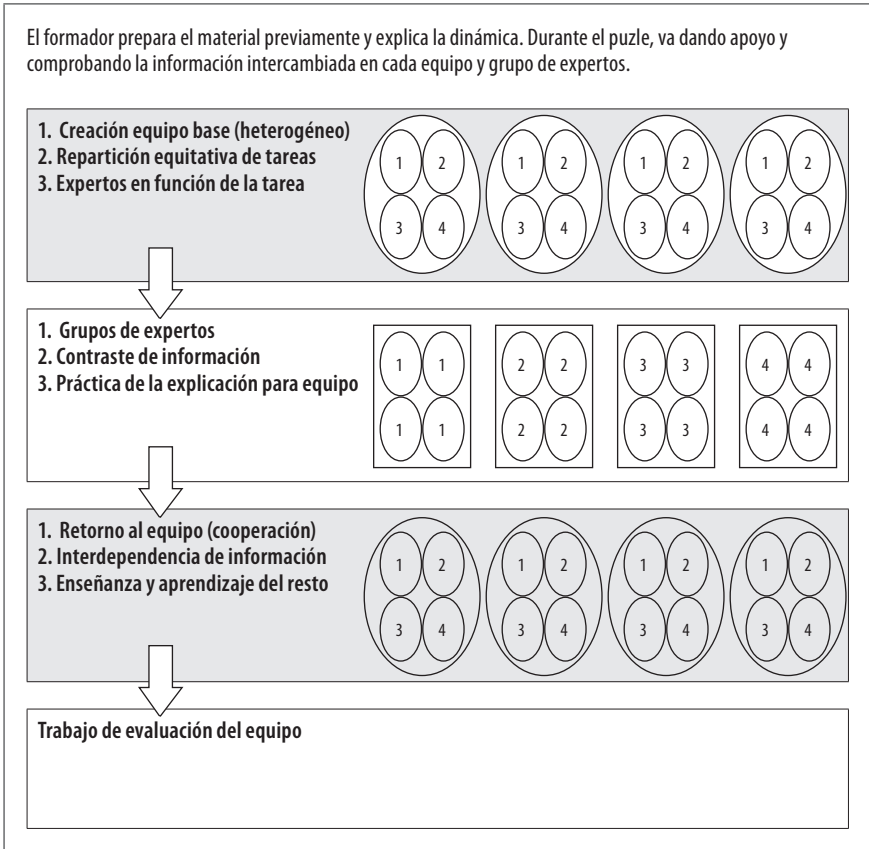 El formador prepara el material previamente y explica la dinámica. Durante el puzle, va dando apoyo y
comprobando la información intercambiada en cada equipo y grupo de expertos.
1. Creación equipo base (heterogéneo)
2. Repartición equitativa de tareas
3. Expertos en función de la tarea
1 2 1 2 1 2 1 2
3 4 3 4 3 4 3 4
1. Grupos de expertos
2. Contraste de información
3. Práctica de la explicación para equipo
1 1 2 2 3 3 4 4
1 1 2 2 3 3 4 4
1. Retorno al equipo (cooperación)
2. Interdependencia de información
3. Enseñanza y aprendizaje del resto
1 2 1 2 1 2 1 2
3 4 3 4 3 4 3 4
Trabajo de evaluación del equipo